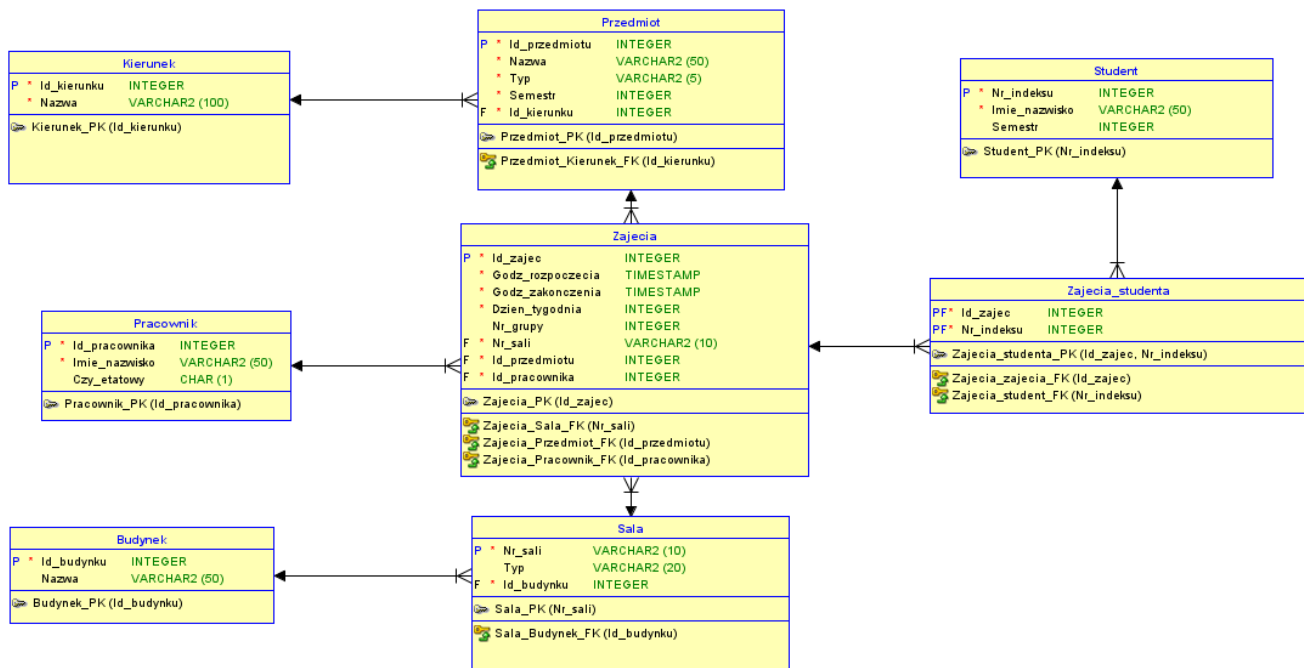 Kierunek
P * Id_kierunku INTEGER
* Nazwa VARCHAR2 (100)
Kierunek_PK (Id_kierunku)
Przedmiot
P * Id_przedmiotu INTEGER
* Nazwa VARCHAR2 (50)
* Typ VARCHAR2 (5)
* Semestr INTEGER
F * Id_kierunku INTEGER
Przedmiot_PK (Id_przedmiotu)
Przedmiot_Kierunek_FK (Id_kierunku)
Student
P * Nr_indeksu INTEGER
* Imie_nazwisko VARCHAR2 (50)
Semestr INTEGER
Student_PK (Nr_indeksu)
Zajecia
P * Id_zajec INTEGER
* Godz_rozpoczecia TIMESTAMP
* Godz_zakonczenia TIMESTAMP
* Dzien_tygodnia INTEGER
Nr_grupy INTEGER
F * Nr_sali VARCHAR2 (10)
F * Id_przedmiotu INTEGER
F * Id_pracownika INTEGER
Zajecia_PK (Id_zajec)
Zajecia_Sala_FK (Nr_sali)
Zajecia_Przedmiot_FK (Id_przedmiotu)
Zajecia_Pracownik_FK (Id_pracownika)
Zajecia_studenta
PF* Id_zajec INTEGER
PF* Nr_indeksu INTEGER
Zajecia_studenta_PK (Id_zajec, Nr_indeksu)
Zajecia_zajecia_FK (Id_zajec)
Zajecia_student_FK (Nr_indeksu)
Pracownik
P * Id_pracownika INTEGER
* Imie_nazwisko VARCHAR2 (50)
Czy_etatowy CHAR (1)
Pracownik_PK (Id_pracownika)
Budynek
P * Id_budynku INTEGER
Nazwa VARCHAR2 (50)
Budynek_PK (Id_budynku)
Sala
P * Nr_sali VARCHAR2 (10)
Typ VARCHAR2 (20)
F * Id_budynku INTEGER
Sala_PK (Nr_sali)
Sala_Budynek_FK (Id_budynku)